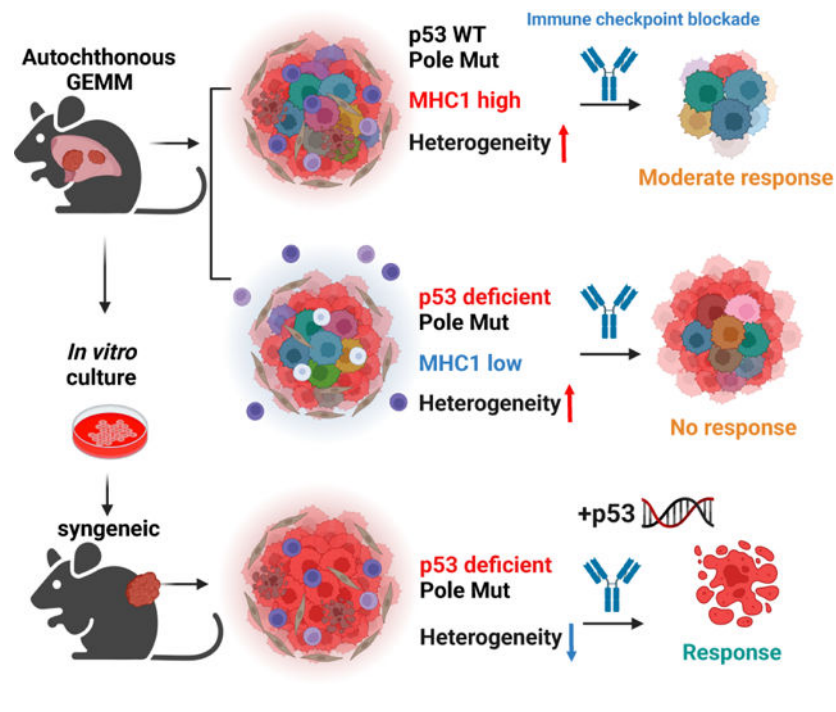 Autochthonous
GEMM
p53 WT
Pole Mut
MHC1 high
Heterogeneity
Immune checkpoint blockade
Moderate response
p53 deficient
Pole Mut
MHC1 low
Heterogeneity
No response
In vitro
culture
syngeneic
p53 deficient
Pole Mut
Heterogeneity
+p53
Response